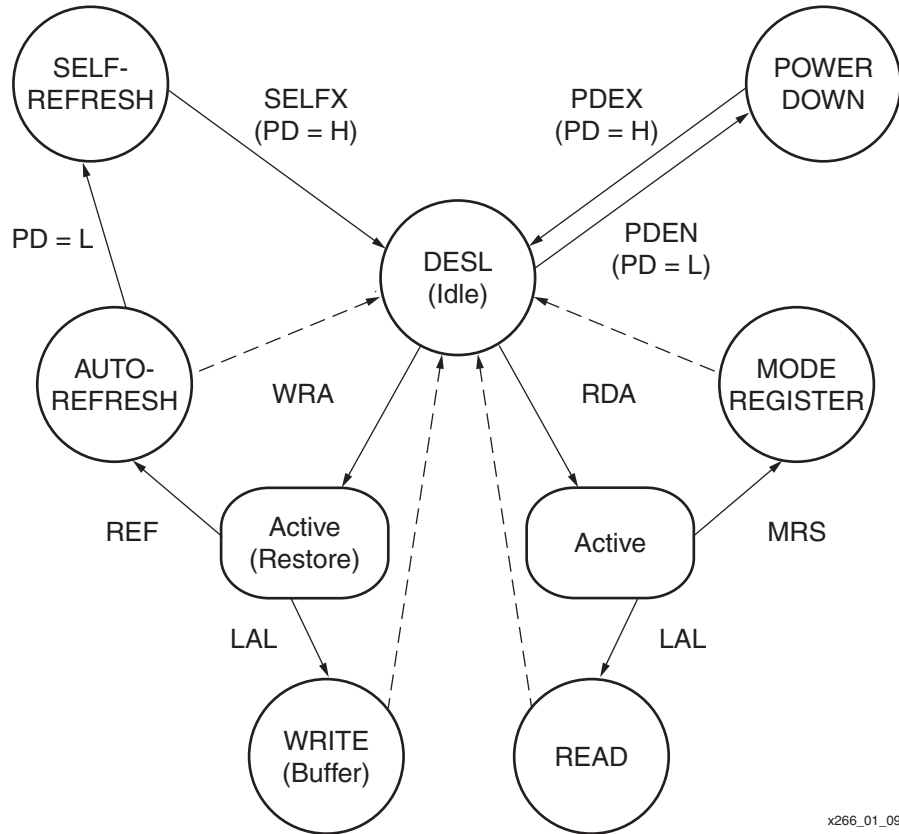 SELF-
REFRESH
SELFX
(PD = H)
PDEX
(PD = H)
POWER
DOWN
PD = L
DESL
(Idle)
PDEN
(PD = L)
AUTO-
REFRESH
WRA
RDA
MODE
REGISTER
REF
Active
(Restore)
Active
MRS
LAL
LAL
WRITE
(Buffer)
READ
x266_01_09